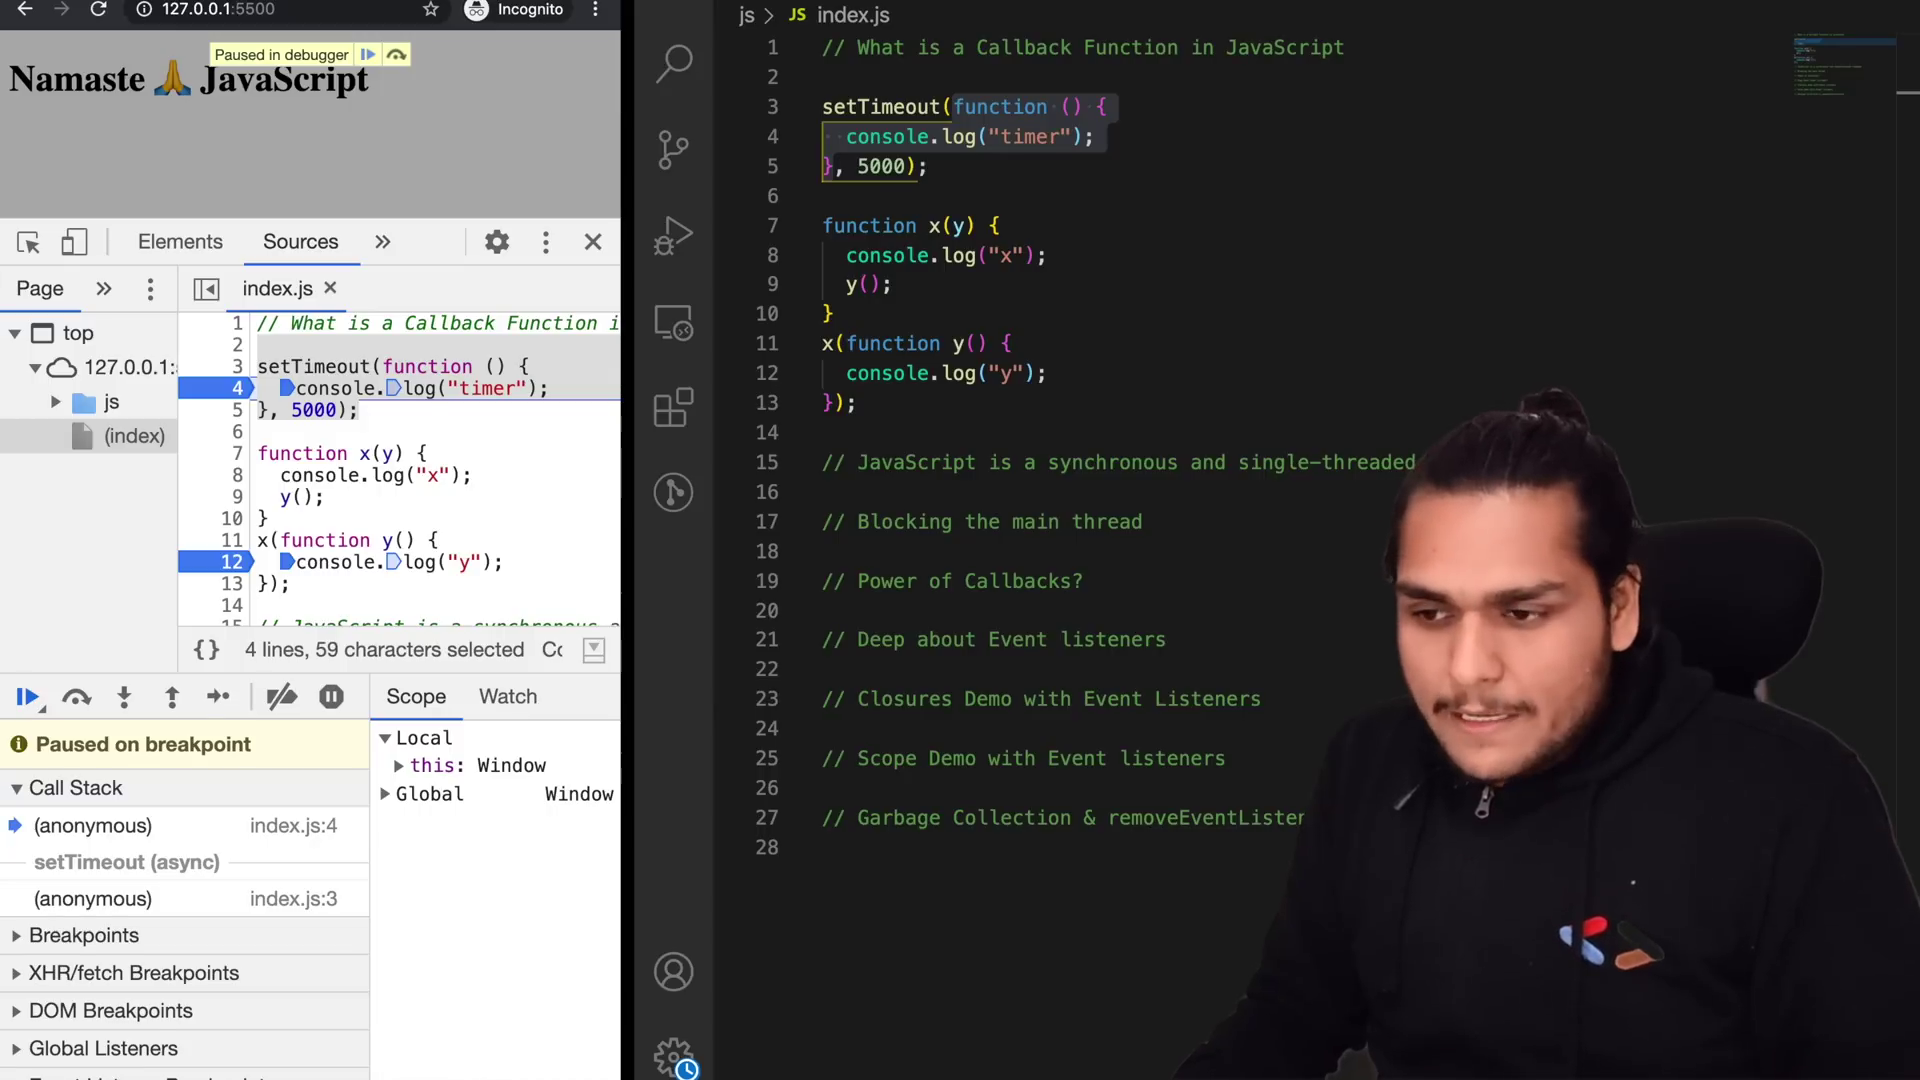 127.0.0.1:5500
Incognito
Paused in debugger
Namaste 🙏 JavaScript
Elements
Sources
Page
index.js
top
127.0.0.1:
js
(index)
1 // What is a Callback Function i
2
3 setTimeout(function () {
4 console.log("timer");
5 }, 5000);
6
7 function x(y) {
8 console.log("x");
9 y();
10 }
11 x(function y() {
12 console.log("y");
13 });
14
15 // JavaScript is a synchronous a
{} 4 lines, 59 characters selected
Scope
Watch
Paused on breakpoint
Call Stack
(anonymous) index.js:4
setTimeout (async)
(anonymous) index.js:3
Breakpoints
XHR/fetch Breakpoints
DOM Breakpoints
Global Listeners
Local
this: Window
Global Window
js > JS index.js
1 // What is a Callback Function in JavaScript
2
3 setTimeout(function () {
4 console.log("timer");
5 }, 5000);
6
7 function x(y) {
8 console.log("x");
9 y();
10 }
11 x(function y() {
12 console.log("y");
13 });
14
15 // JavaScript is a synchronous and single-threaded
16
17 // Blocking the main thread
18
19 // Power of Callbacks?
20
21 // Deep about Event listeners
22
23 // Closures Demo with Event Listeners
24
25 // Scope Demo with Event listeners
26
27 // Garbage Collection & removeEventListen
28